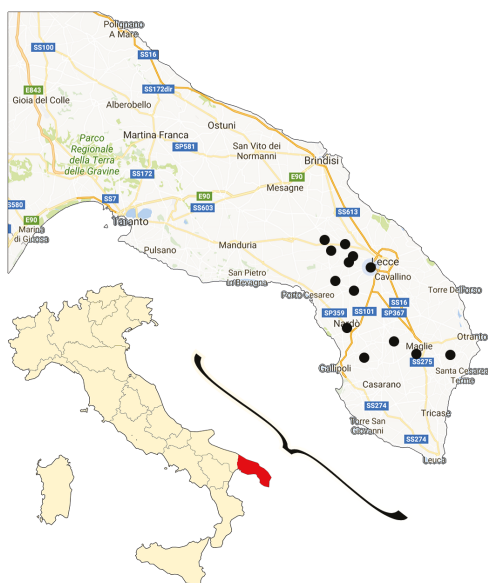 Polignano
A Mare
SS100
SS16
E843
SS172dir
Gioia del Colle
Alberobello
Ostuni
Martina Franca
Parco
Regionale
della Terra
delle Gravine
SP581
San Vito dei
Normanni
Brindisi
SS172
E90
Mesagne
SS7
E90
S580
SS603
SS613
E90
Taranto
Marina
di Ginosa
Pulsano
Manduria
Lecce
Cavallino
San Pietro
In Bevagna
Porto Cesareo
Torre Dell'orso
SS16
SP359
SS101
SP367
Nardò
Otranto
Maglie
SS275
Gallipoli
Santa Cesarea
Terme
Casarano
SS274
Tricase
Torre San
Giovanni
SS274
Leuca